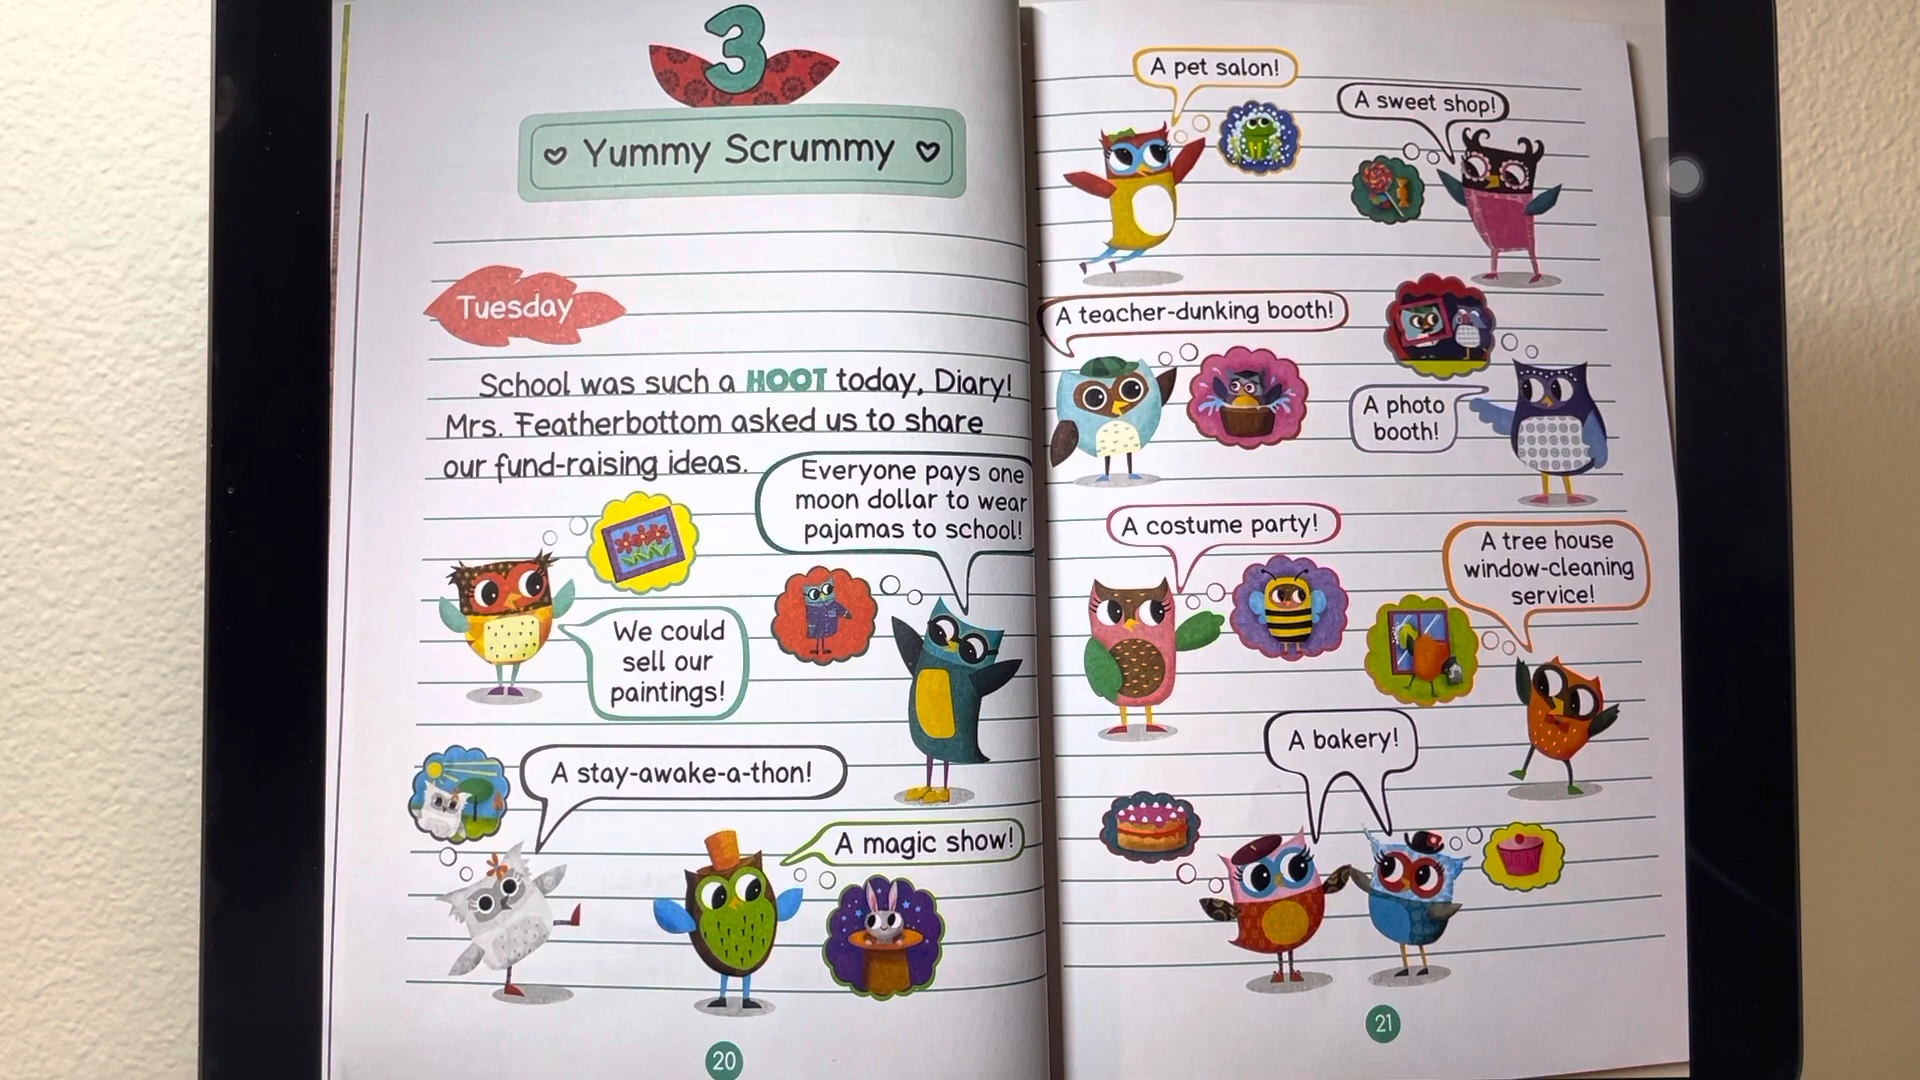 3
Yummy Scrummy
Tuesday
School was such a HOOT today, Diary!
Mrs. Featherbottom asked us to share
our fund-raising ideas.
Everyone pays one
moon dollar to wear
pajamas to school!
We could
sell our
paintings!
A stay-awake-a-thon!
A magic show!
20
A pet salon!
A sweet shop!
A teacher-dunking booth!
A photo
booth!
A costume party!
A tree house
window-cleaning
service!
A bakery!
21